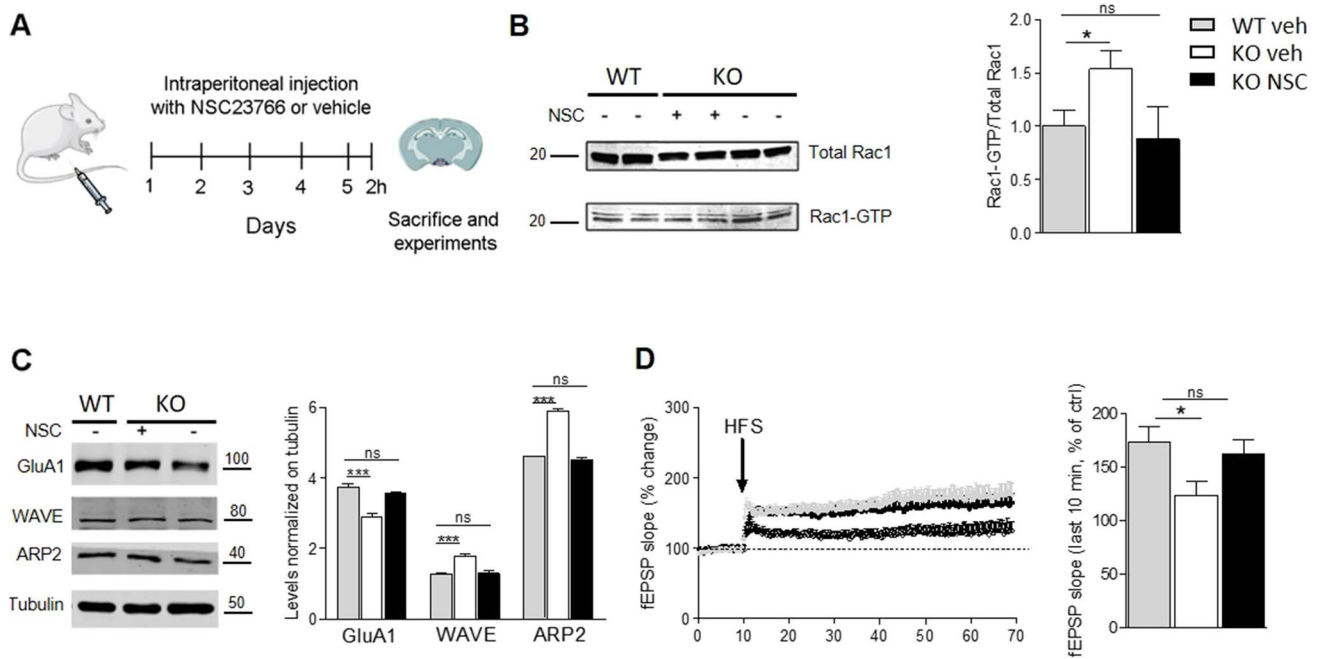 A
Intraperitoneal injection
with NSC23766 or vehicle
1 2 3 4 5 2h
Days
Sacrifice and
experiments
B
WT KO
NSC - - + + - -
20 Total Rac1
20 Rac1-GTP
Rac1-GTP/Total Rac1
2.0
1.5
1.0
0.5
0.0
ns
*
WT veh
KO veh
KO NSC
C
WT KO
NSC - + -
GluA1 100
WAVE 80
ARP2 40
Tubulin 50
Levels normalized on tubulin
6
4
2
0
ns
***
ns
***
ns
***
GluA1 WAVE ARP2
D
fEPSP slope (% change)
300
200
100
0
HFS
0 10 20 30 40 50 60 70
fEPSP slope (last 10 min, % of ctrl)
200
150
100
50
0
ns
*